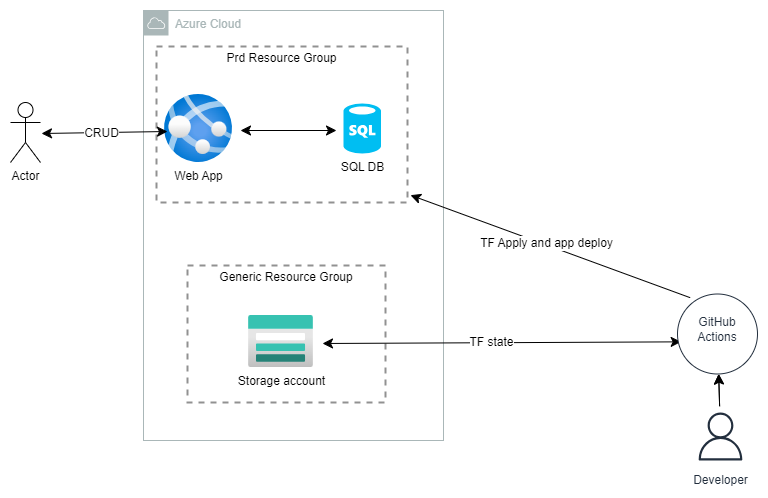 Azure Cloud
Prd Resource Group
SQL
CRUD
Actor
Web App
SQL DB
TF Apply and app deploy
Generic Resource Group
GitHub
Actions
TF state
Storage account
Developer